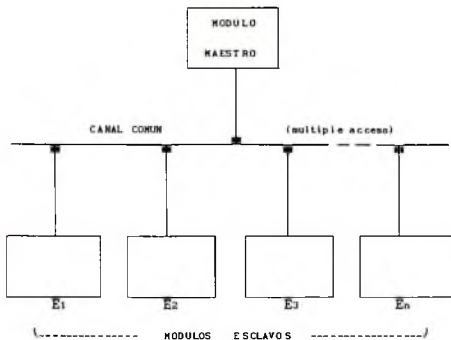 MODULO
MAESTRO
CANAL COMUN (multiple acceso)
E1 E2 E3 En
MODULOS ESCLAVOS